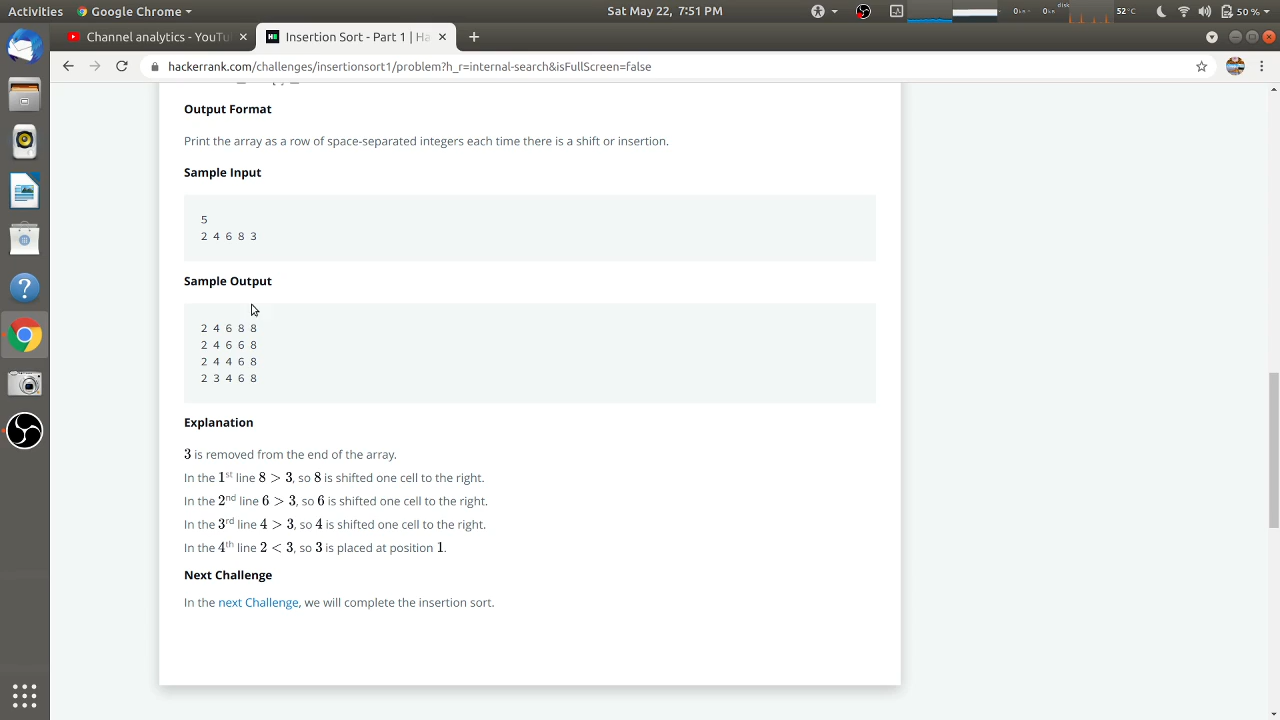 Activities
Google Chrome
Sat May 22, 7:51 PM
disk
52°C
50 %
Channel analytics - YouTu
Insertion Sort - Part 1 | Ha
hackerrank.com/challenges/insertionsort1/problem?h_r=internal-search&isFullScreen=false
Output Format
Print the array as a row of space-separated integers each time there is a shift or insertion.
Sample Input
5
2 4 6 8 3
Sample Output
2 4 6 8 8
2 4 6 6 8
2 4 4 6 8
2 3 4 6 8
Explanation
3 is removed from the end of the array.
In the 1st line 8 > 3, so 8 is shifted one cell to the right.
In the 2nd line 6 > 3, so 6 is shifted one cell to the right.
In the 3rd line 4 > 3, so 4 is shifted one cell to the right.
In the 4th line 2 < 3, so 3 is placed at position 1.
Next Challenge
In the next Challenge, we will complete the insertion sort.